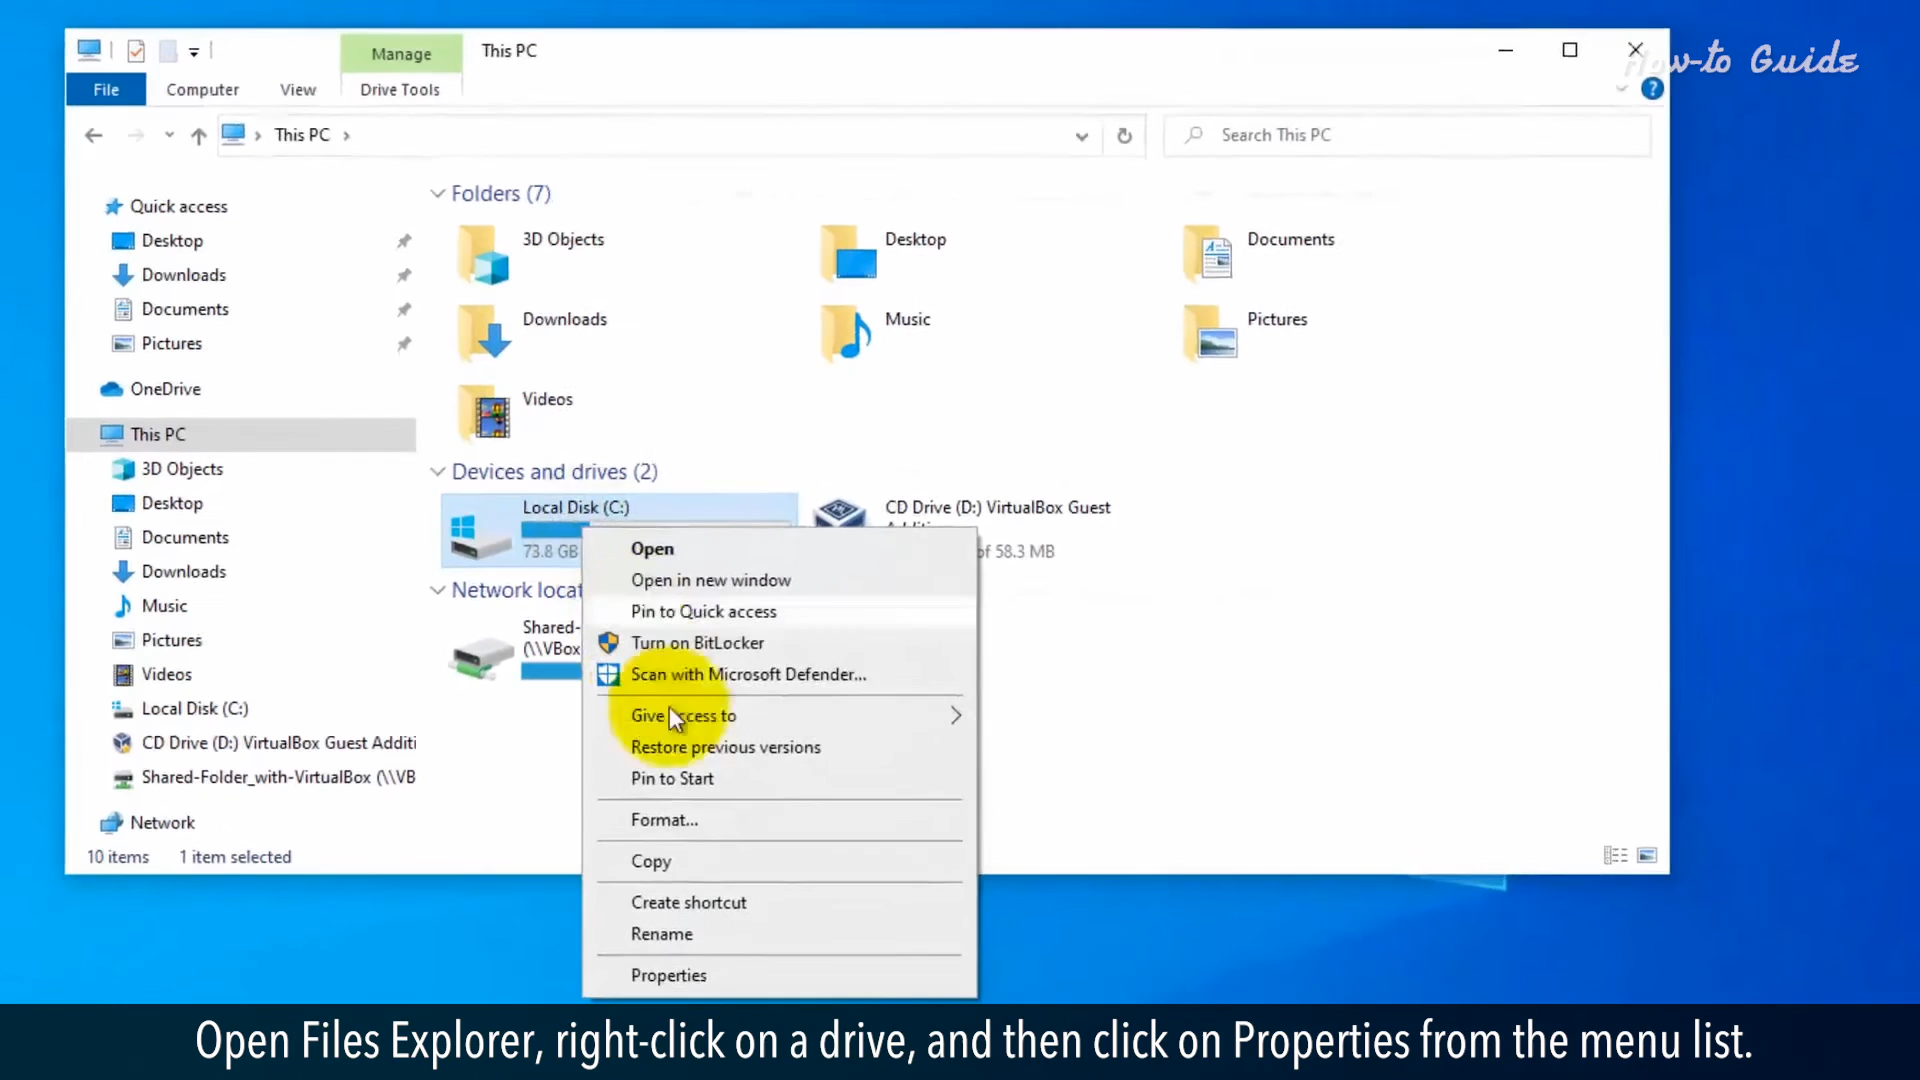 Manage
This PC
How-to Guide
File
Computer
View
Drive Tools
This PC
Search This PC
Quick access
Desktop
Downloads
Documents
Pictures
OneDrive
This PC
3D Objects
Desktop
Documents
Downloads
Music
Pictures
Videos
Local Disk (C:)
CD Drive (D:) VirtualBox Guest Additi
Shared-Folder_with-VirtualBox (\\VB
Network
Folders (7)
3D Objects
Desktop
Documents
Downloads
Music
Pictures
Videos
Devices and drives (2)
Local Disk (C:)
73.8 GB
CD Drive (D:) VirtualBox Guest
of 58.3 MB
Network locat
Shared-
(\\VBox
Open
Open in new window
Pin to Quick access
Turn on BitLocker
Scan with Microsoft Defender...
Give access to
Restore previous versions
Pin to Start
Format...
Copy
Create shortcut
Rename
Properties
10 items
1 item selected
Open Files Explorer, right-click on a drive, and then click on Properties from the menu list.